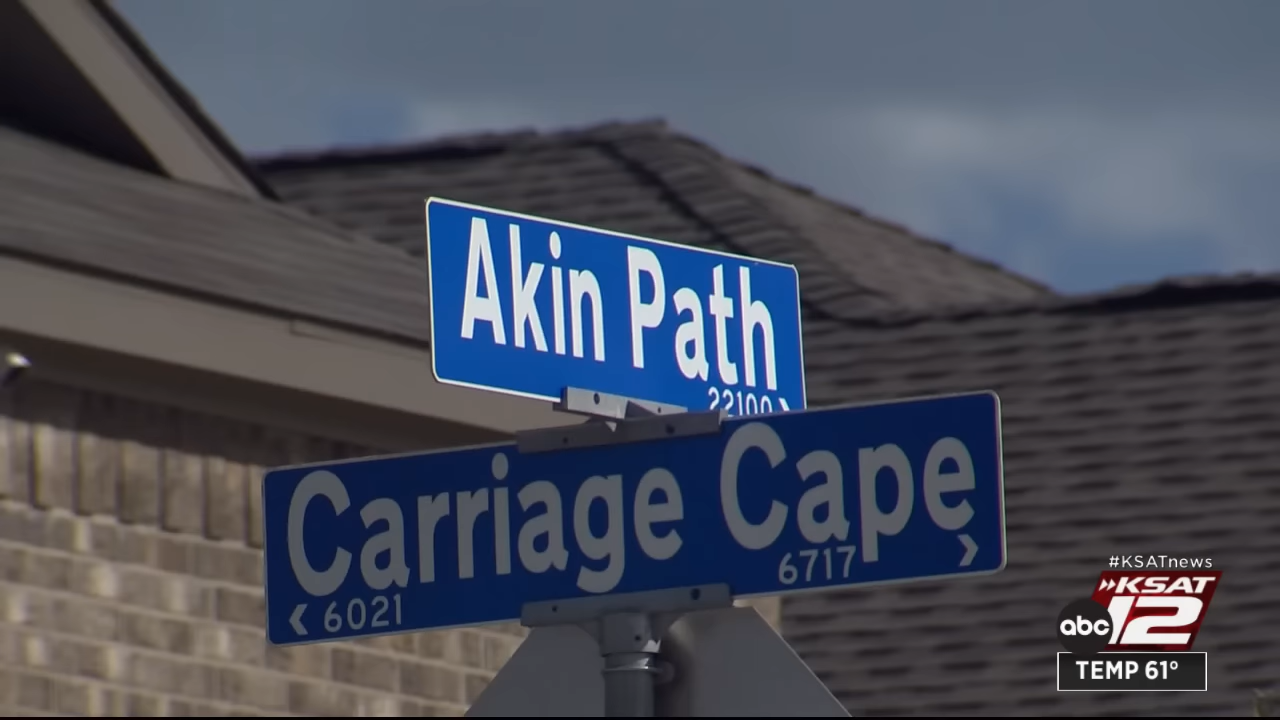 Akin Path
22100 >
Carriage Cape
< 6021
6717 >
#KSATnews
KSAT
abc 12
TEMP 61°